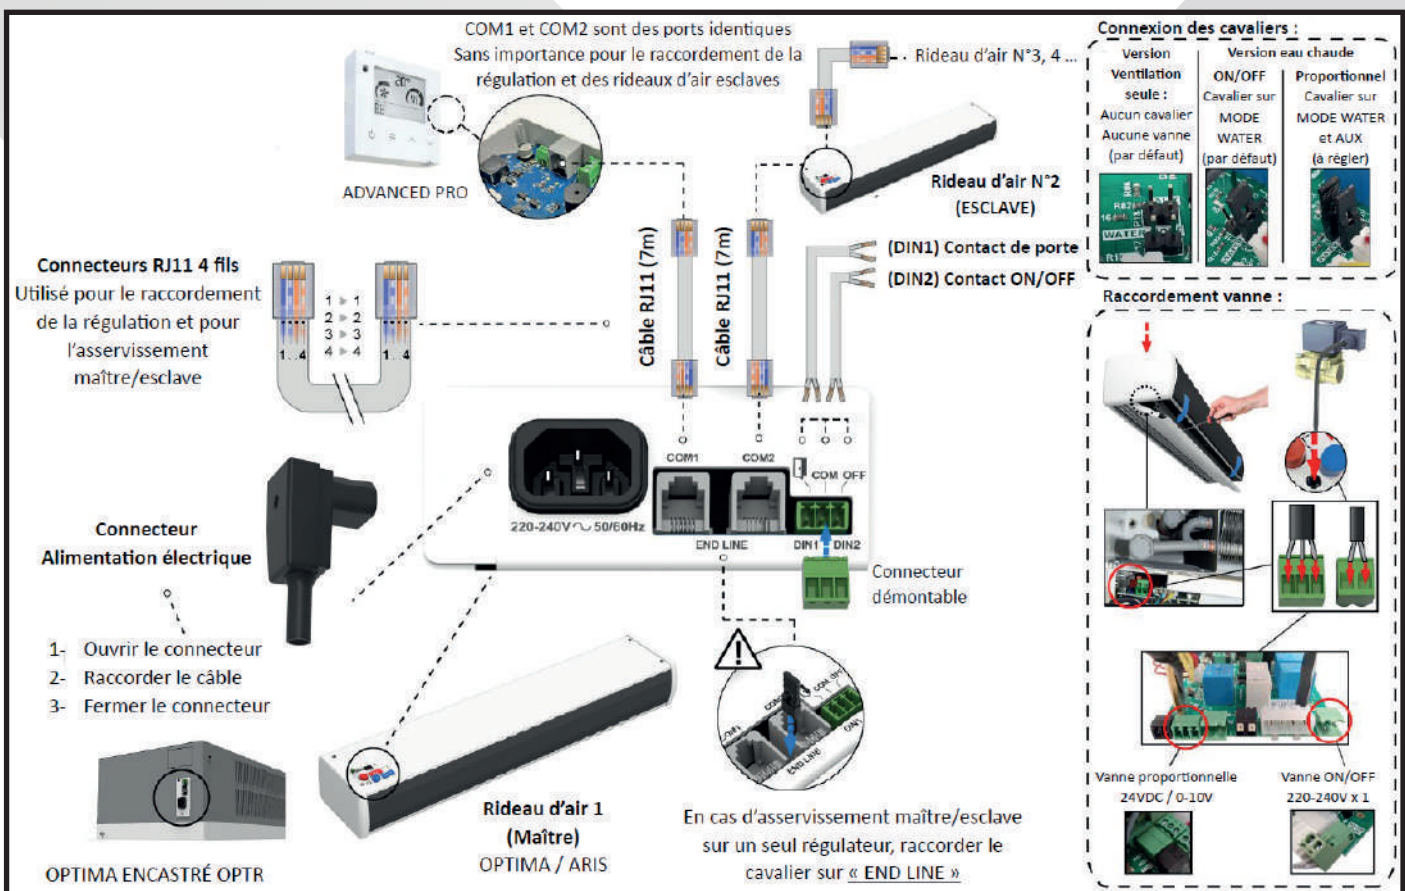 COM1 et COM2 sont des ports identiques
Sans importance pour le raccordement de la
régulation et des rideaux d'air esclaves
ADVANCED PRO
Rideau d'air N°3, 4 ...
Rideau d'air N°2
(ESCLAVE)
Connecteurs RJ11 4 fils
Utilisé pour le raccordement
de la régulation et pour
l'asservissement
maître/esclave
1 ▶ 1
2 ▶ 2
3 ▶ 3
4 ▶ 4
1...4
1...4
Câble RJ11 (7m)
Câble RJ11 (7m)
(DIN1) Contact de porte
(DIN2) Contact ON/OFF
COM1
COM2
COM OFF
220-240V ∿ 50/60Hz
END LINE
DIN1
DIN2
Connecteur
démontable
Connecteur
Alimentation électrique
1- Ouvrir le connecteur
2- Raccorder le câble
3- Fermer le connecteur
OPTIMA ENCASTRÉ OPTR
Rideau d'air 1
(Maître)
OPTIMA / ARIS
COM1
COM OFF
END LINE
DIN1
En cas d'asservissement maître/esclave
sur un seul régulateur, raccorder le
cavalier sur « END LINE »
Connexion des cavaliers :
Version
Ventilation
seule :
Aucun cavalier
Aucune vanne
(par défaut)
Version eau chaude
ON/OFF
Cavalier sur
MODE
WATER
(par défaut)
Proportionnel
Cavalier sur
MODE WATER
et AUX
(à régler)
WATER
Raccordement vanne :
Vanne proportionnelle
24VDC / 0-10V
Vanne ON/OFF
220-240V x 1